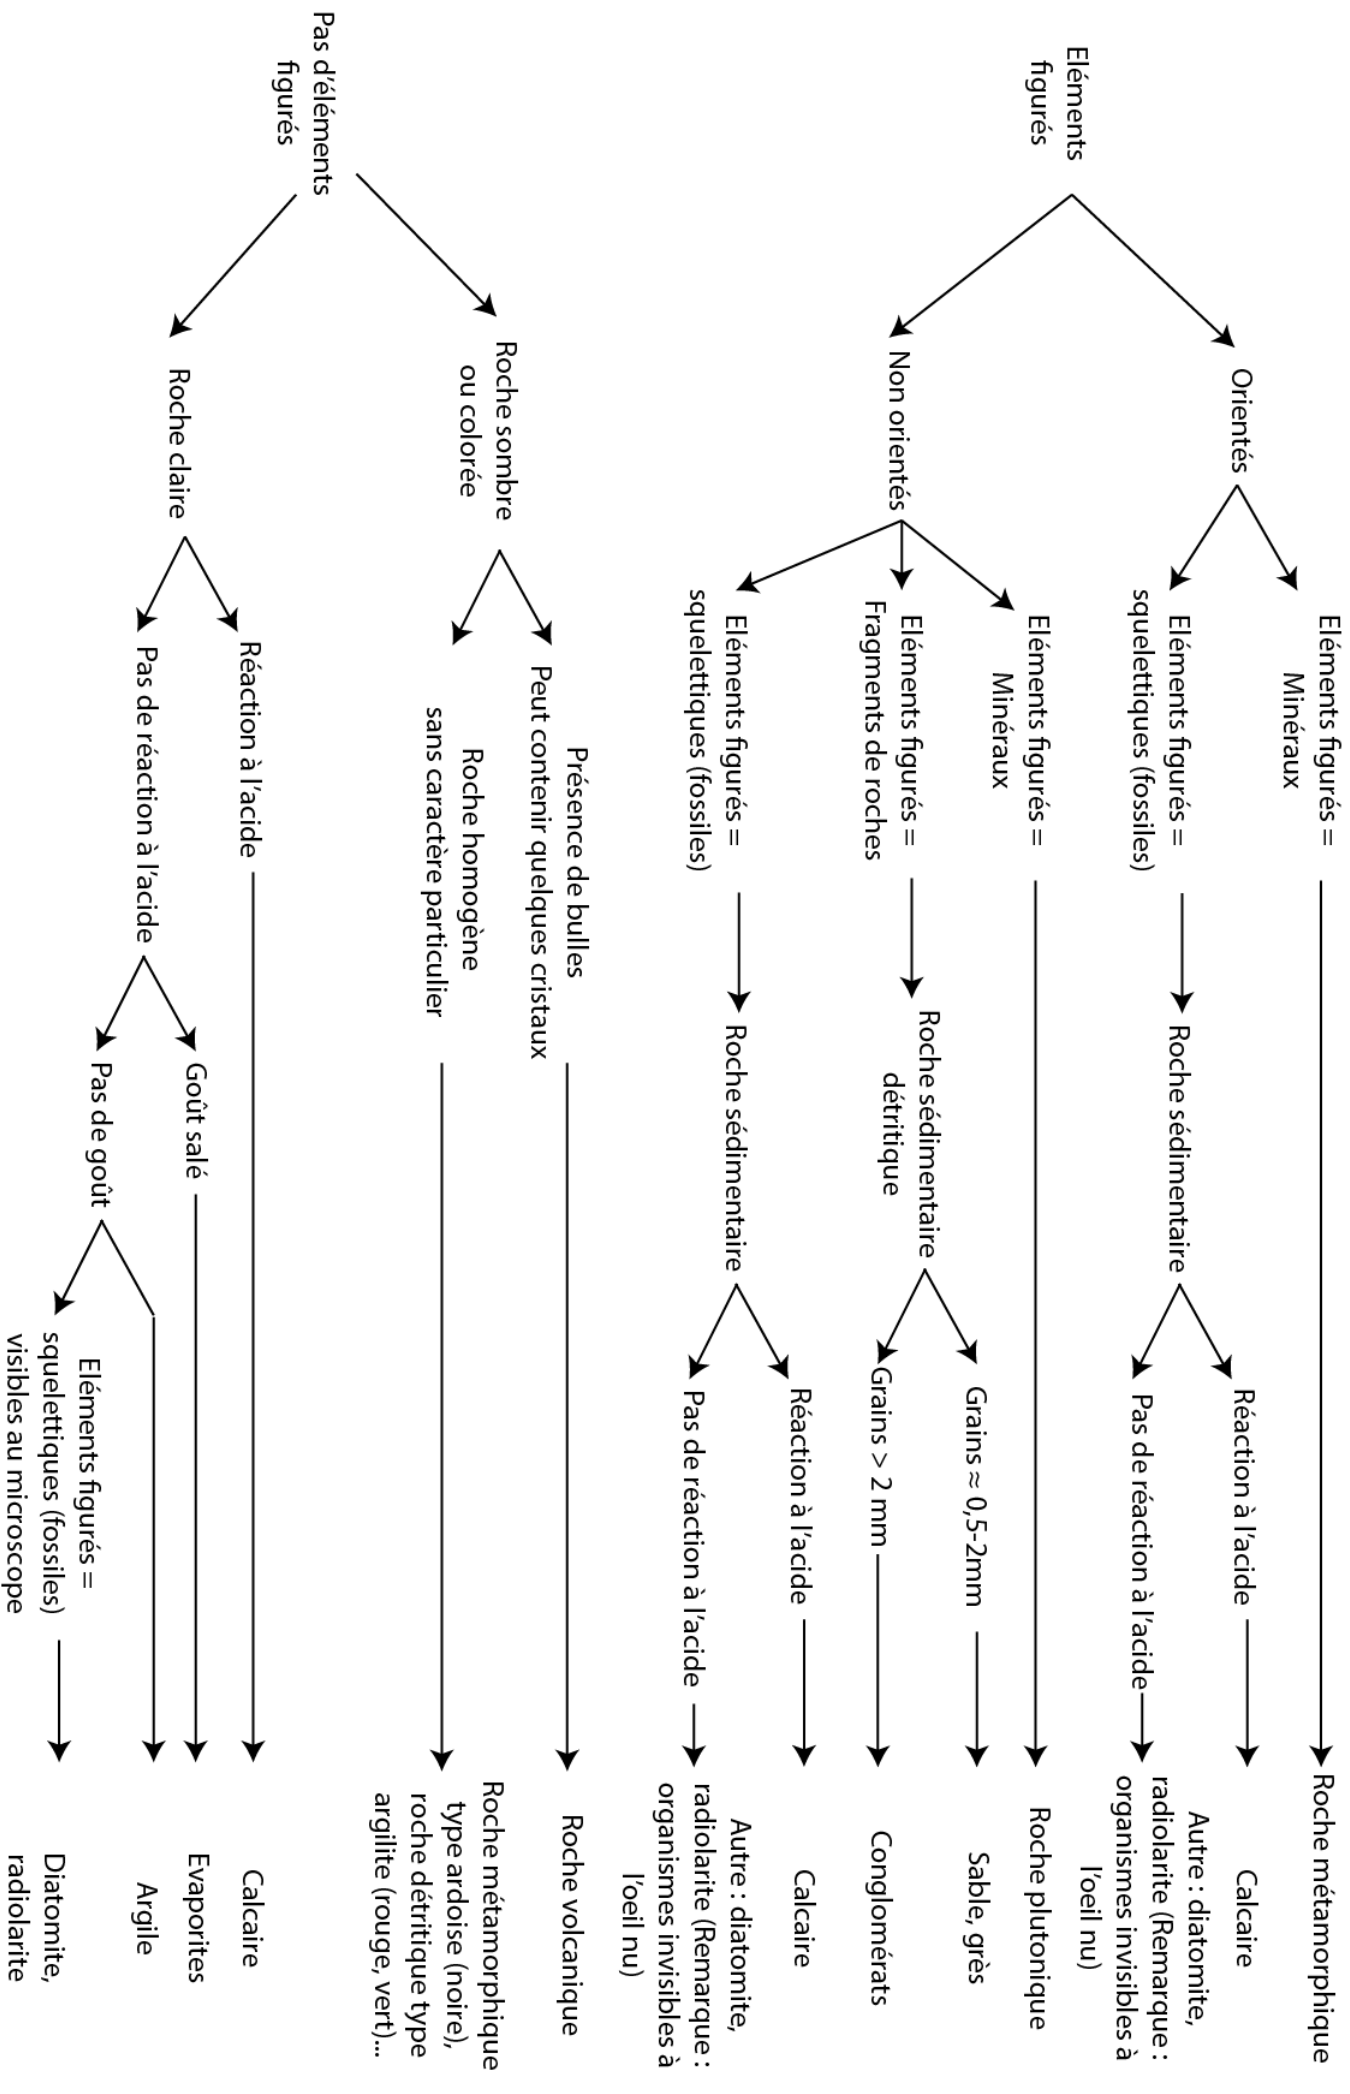 Eléments
figurés
Orientés
Eléments figurés =
Minéraux
Roche métamorphique
Eléments figurés =
squelettiques (fossiles)
Roche sédimentaire
Réaction à l'acide
Calcaire
Pas de réaction à l'acide
Autre : diatomite,
radiolarite (Remarque :
organismes invisibles à
l'oeil nu)
Non orientés
Eléments figurés =
Minéraux
Roche plutonique
Eléments figurés =
Fragments de roches
Roche sédimentaire
détritique
Grains ≈ 0,5-2mm
Sable, grès
Grains > 2 mm
Conglomérats
Eléments figurés =
squelettiques (fossiles)
Roche sédimentaire
Réaction à l'acide
Calcaire
Pas de réaction à l'acide
Autre : diatomite,
radiolarite (Remarque :
organismes invisibles à
l'oeil nu)
Pas d'éléments
figurés
Roche sombre
ou colorée
Présence de bulles
Peut contenir quelques cristaux
Roche volcanique
Roche homogène
sans caractère particulier
Roche métamorphique
type ardoise (noire),
roche détritique type
argilite (rouge, vert)...
Roche claire
Réaction à l'acide
Calcaire
Pas de réaction à l'acide
Goût salé
Evaporites
Pas de goût
Argile
Eléments figurés =
squelettiques (fossiles)
visibles au microscope
Diatomite,
radiolarite